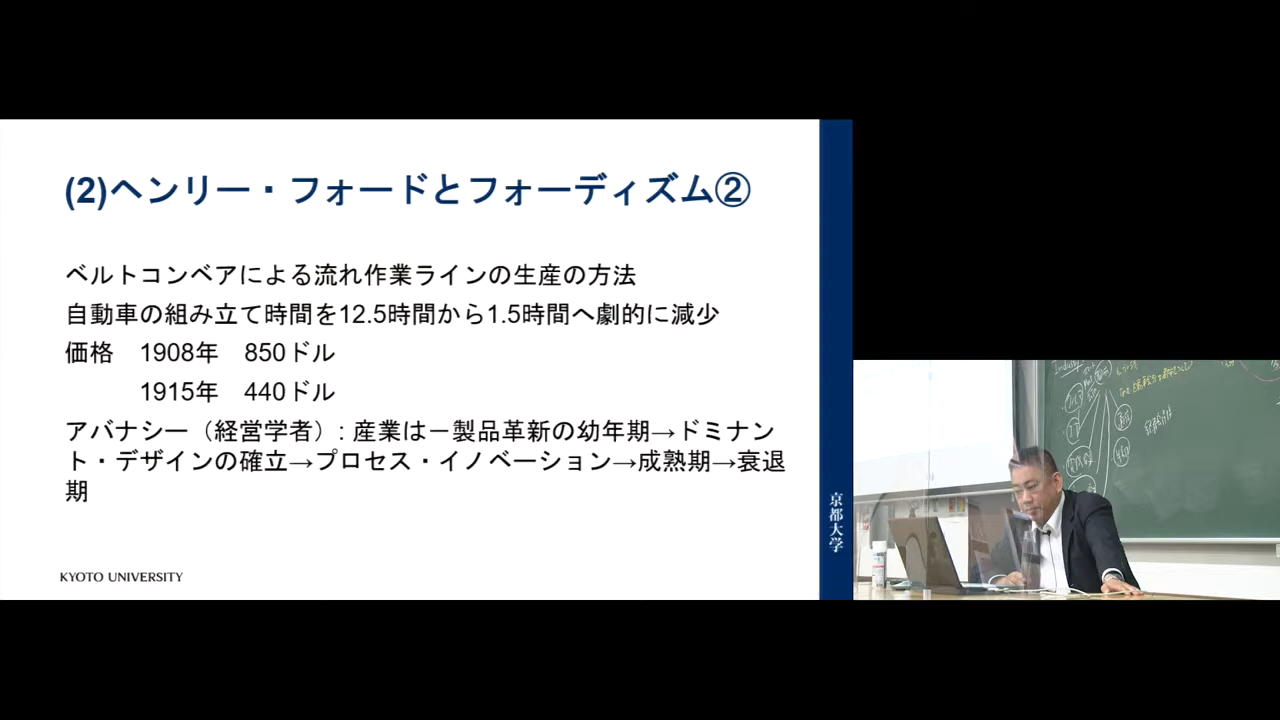 (2)ヘンリー・フォードとフォーディズム②
ベルトコンベアによる流れ作業ラインの生産の方法
自動車の組み立て時間を12.5時間から1.5時間へ劇的に減少
価格 1908年 850ドル
1915年 440ドル
アバナシー（経営学者）: 産業は－製品革新の幼年期→ドミナン
ト・デザインの確立→プロセス・イノベーション→成熟期→衰退
期
KYOTO UNIVERSITY
京都大学